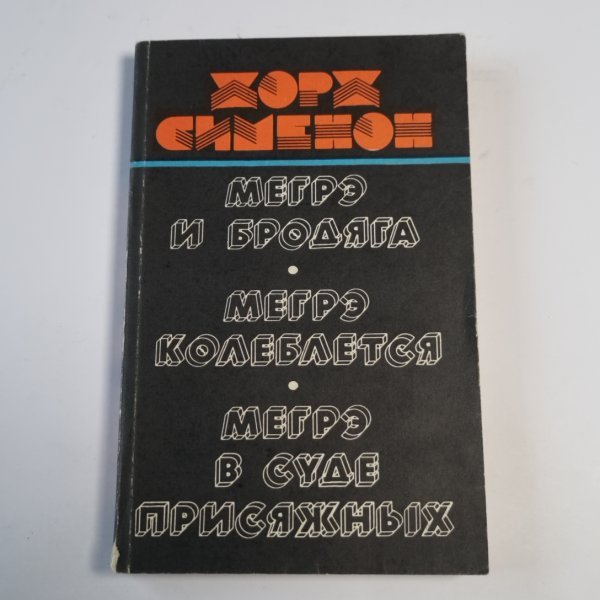 ЖОРЖ
СИМЕНОН
МЕГРЭ
И БРОДЯГА
•
МЕГРЭ
КОЛЕБЛЕТСЯ
•
МЕГРЭ
В СУДЕ
ПРИСЯЖНЫХ